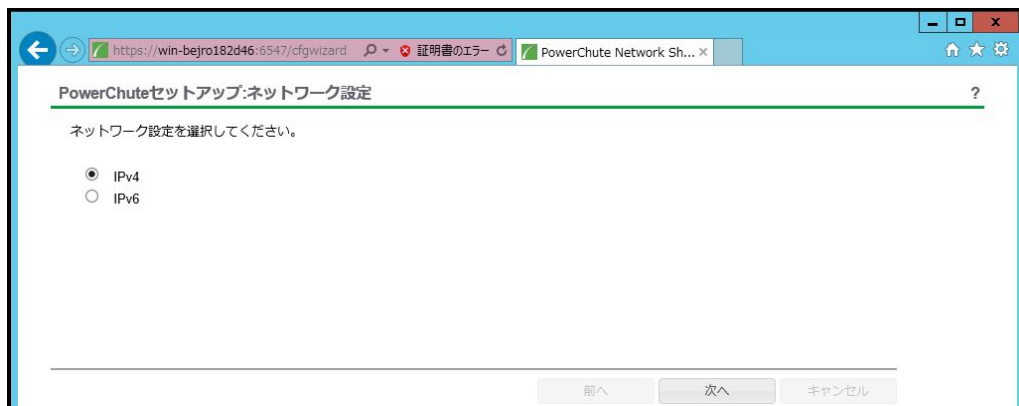 https://win-bejro182d46:6547/cfgwizard 証明書のエラー PowerChute Network Sh...
PowerChuteセットアップ:ネットワーク設定 ?
ネットワーク設定を選択してください。
IPv4
IPv6
前へ 次へ キャンセル